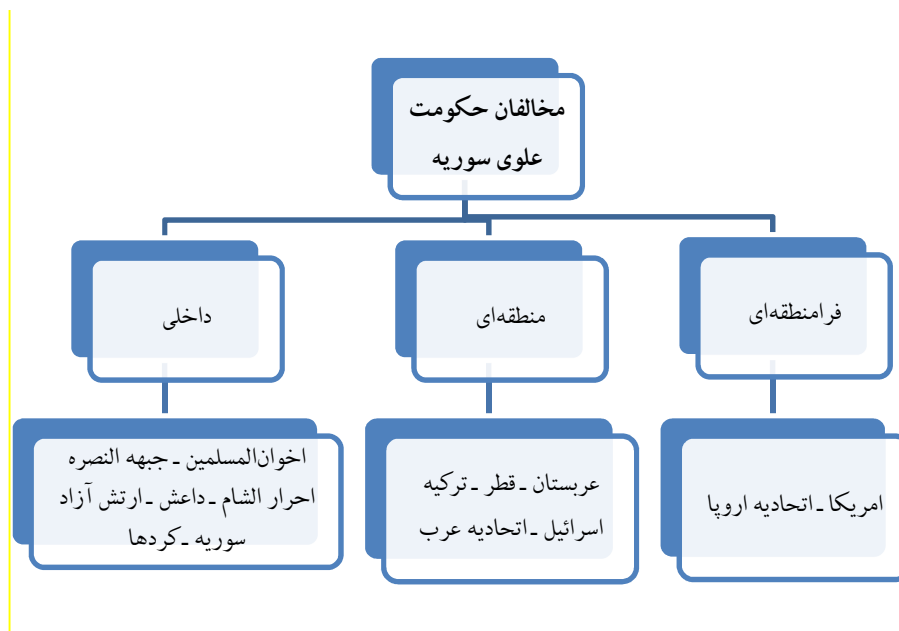 مخالفان حکومت
علوی سوریه
فرامنطقه‌ای
منطقه‌ای
داخلی
امریکا ـ اتحادیه اروپا
عربستان ـ قطر ـ ترکیه
اسرائیل ـ اتحادیه عرب
اخوان‌المسلمین ـ جبهه النصره
احرار الشام ـ داعش ـ ارتش آزاد
سوریه ـ کردها